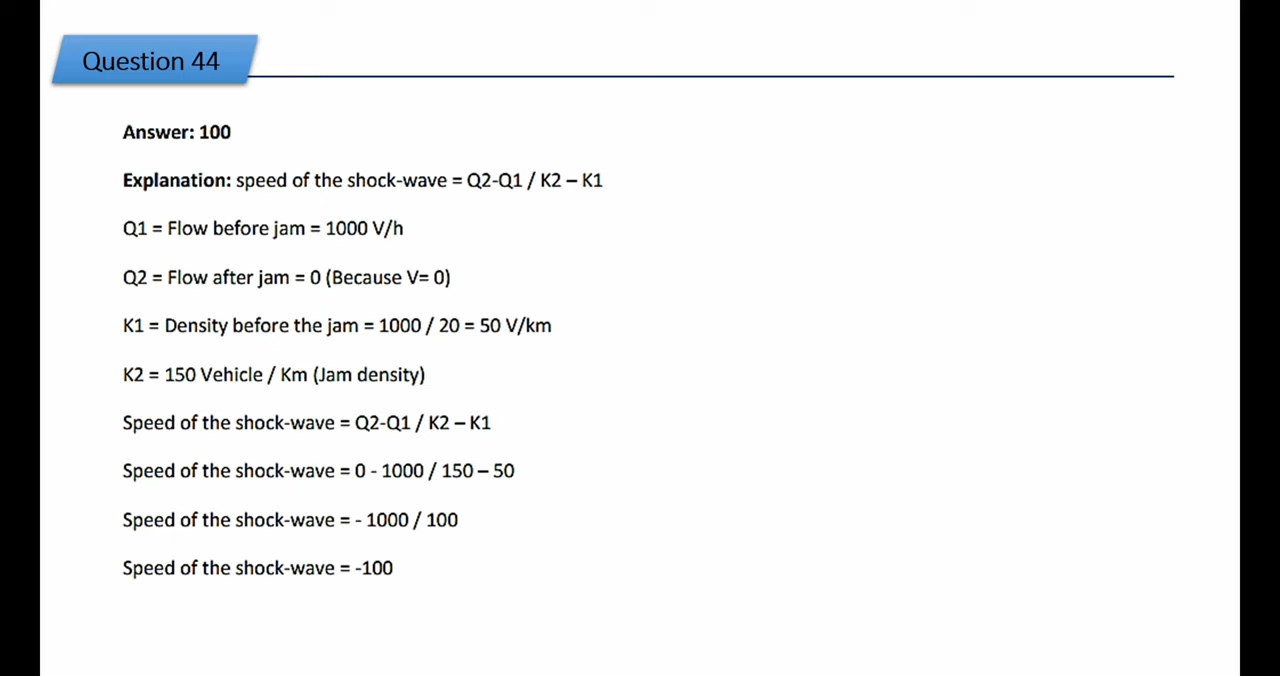 Question 44
Answer: 100
Explanation: speed of the shock-wave = Q2-Q1 / K2 – K1
Q1 = Flow before jam = 1000 V/h
Q2 = Flow after jam = 0 (Because V= 0)
K1 = Density before the jam = 1000 / 20 = 50 V/km
K2 = 150 Vehicle / Km (Jam density)
Speed of the shock-wave = Q2-Q1 / K2 – K1
Speed of the shock-wave = 0 - 1000 / 150 – 50
Speed of the shock-wave = - 1000 / 100
Speed of the shock-wave = -100